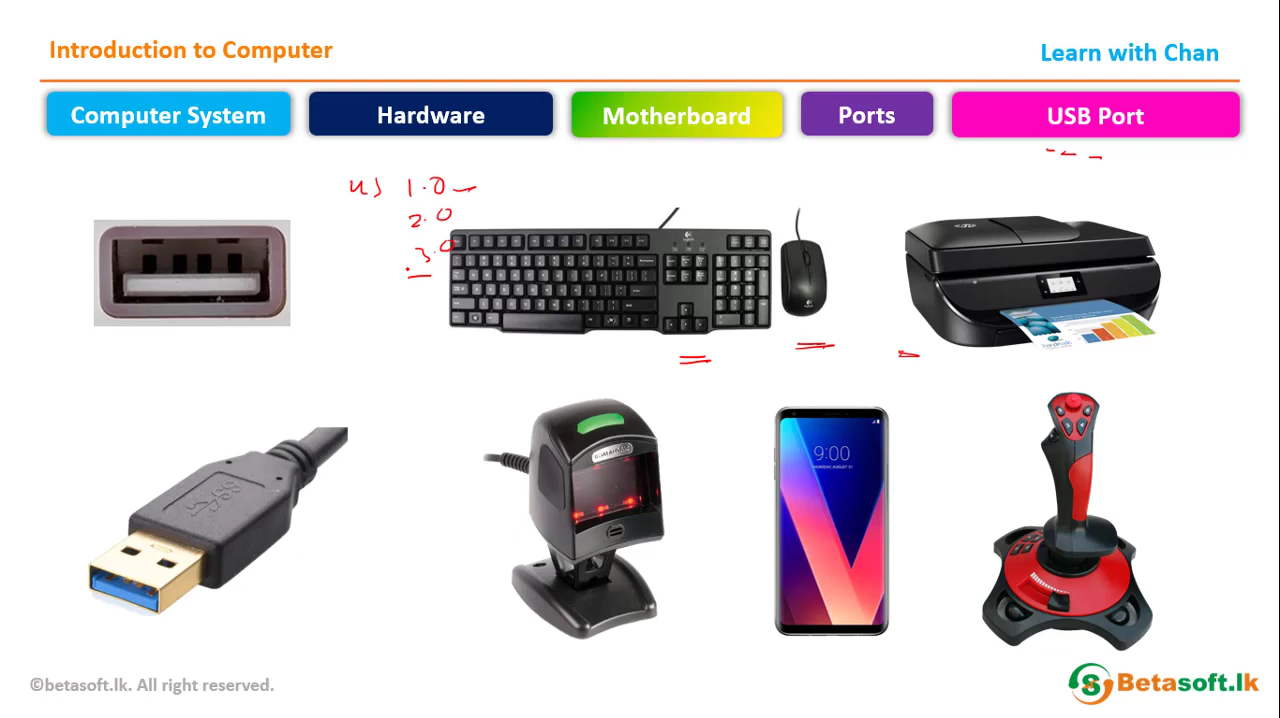 Introduction to Computer
Learn with Chan
Computer System
Hardware
Motherboard
Ports
USB Port
1.0
2.0
3.0
9:00
©betasoft.lk. All right reserved.
Betasoft.lk